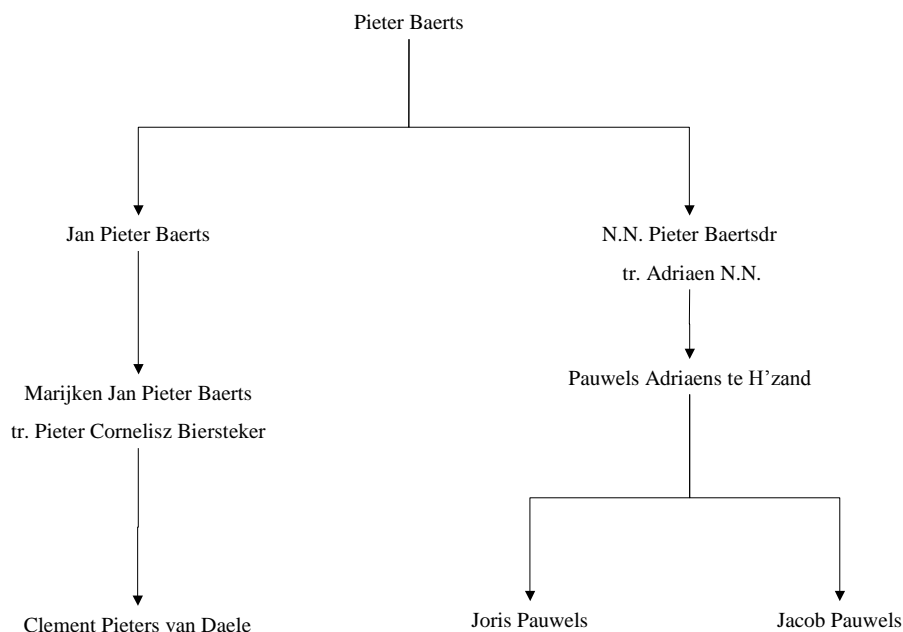 Pieter Baerts
Jan Pieter Baerts
N.N. Pieter Baertsdr
tr. Adriaen N.N.
Marijken Jan Pieter Baerts
tr. Pieter Cornelisz Biersteker
Pauwels Adriaens te H’zand
Clement Pieters van Daele
Joris Pauwels
Jacob Pauwels